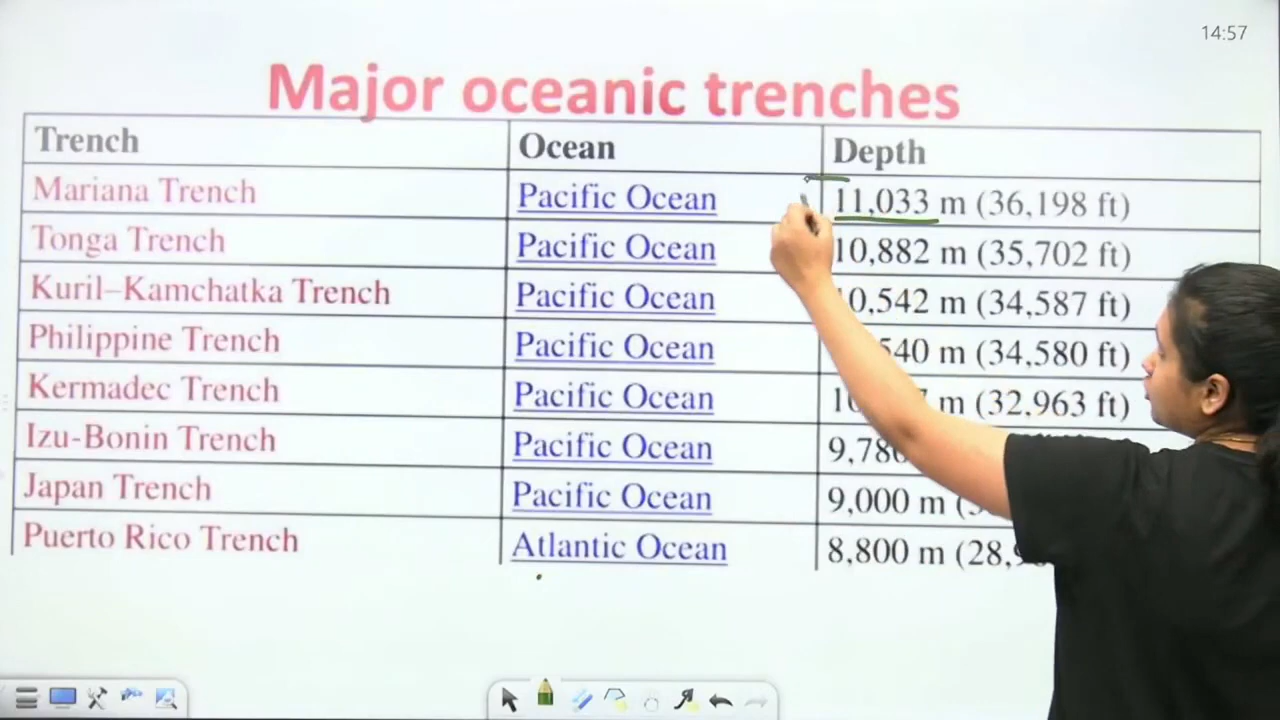 14:57
Major oceanic trenches
Trench Ocean Depth
Mariana Trench Pacific Ocean 11,033 m (36,198 ft)
Tonga Trench Pacific Ocean 10,882 m (35,702 ft)
Kuril–Kamchatka Trench Pacific Ocean 10,542 m (34,587 ft)
Philippine Trench Pacific Ocean 540 m (34,580 ft)
Kermadec Trench Pacific Ocean m (32,963 ft)
Izu-Bonin Trench Pacific Ocean
Japan Trench Pacific Ocean 9,000 m
Puerto Rico Trench Atlantic Ocean 8,800 m